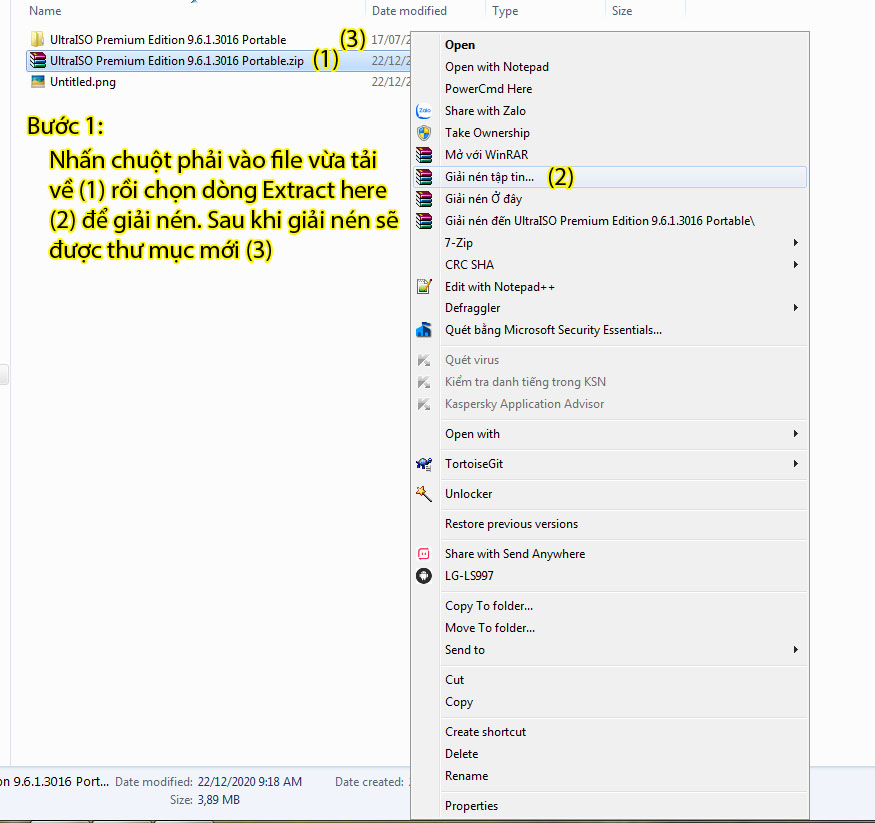 Name Date modified Type Size
UltraISO Premium Edition 9.6.1.3016 Portable (3) 17/07/2
UltraISO Premium Edition 9.6.1.3016 Portable.zip (1) 22/12/2
Untitled.png 22/12/2
Bước 1:
Nhấn chuột phải vào file vừa tải
về (1) rồi chọn dòng Extract here
(2) để giải nén. Sau khi giải nén sẽ
được thư mục mới (3)
Open
Open with Notepad
PowerCmd Here
Zalo Share with Zalo
Take Ownership
Mở với WinRAR
Giải nén tập tin... (2)
Giải nén Ở đây
Giải nén đến UltraISO Premium Edition 9.6.1.3016 Portable\
7-Zip
CRC SHA
Edit with Notepad++
Defraggler
Quét bằng Microsoft Security Essentials...
Quét virus
Kiểm tra danh tiếng trong KSN
Kaspersky Application Advisor
Open with
TortoiseGit
Unlocker
Restore previous versions
Share with Send Anywhere
LG-LS997
Copy To folder...
Move To folder...
Send to
Cut
Copy
Create shortcut
Delete
Rename
Properties
on 9.6.1.3016 Port... Date modified: 22/12/2020 9:18 AM Date created:
Size: 3,89 MB